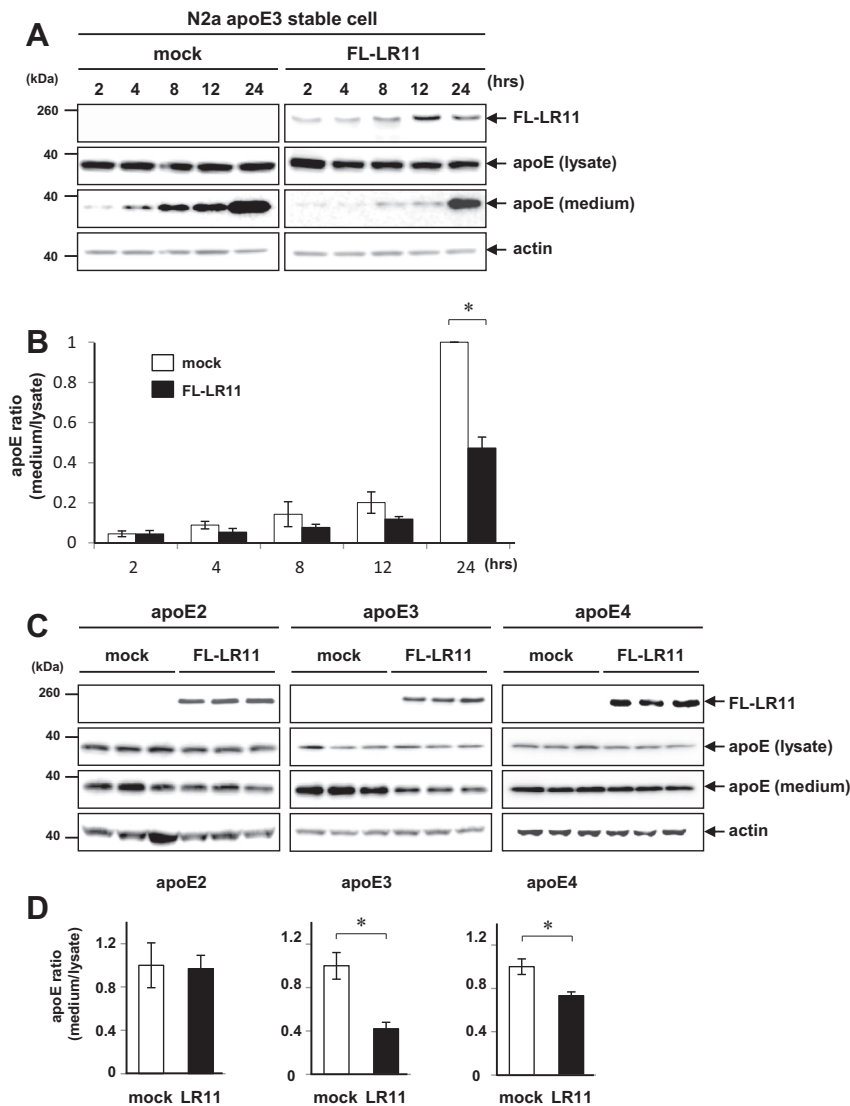 A
N2a apoE3 stable cell
mock FL-LR11
(kDa) 2 4 8 12 24 2 4 8 12 24 (hrs)
260 FL-LR11
40 apoE (lysate)
40 apoE (medium)
40 actin
B
apoE ratio
(medium/lysate)
*
1
0.8
0.6
0.4
0.2
0
mock
FL-LR11
2 4 8 12 24 (hrs)
C
apoE2 apoE3 apoE4
mock FL-LR11 mock FL-LR11 mock FL-LR11
(kDa)
260 FL-LR11
40 apoE (lysate)
40 apoE (medium)
40 actin
D
apoE2 apoE3 apoE4
apoE ratio
(medium/lysate)
* *
1.2 1.2 1.2
0.8 0.8 0.8
0.4 0.4 0.4
0 0 0
mock LR11 mock LR11 mock LR11